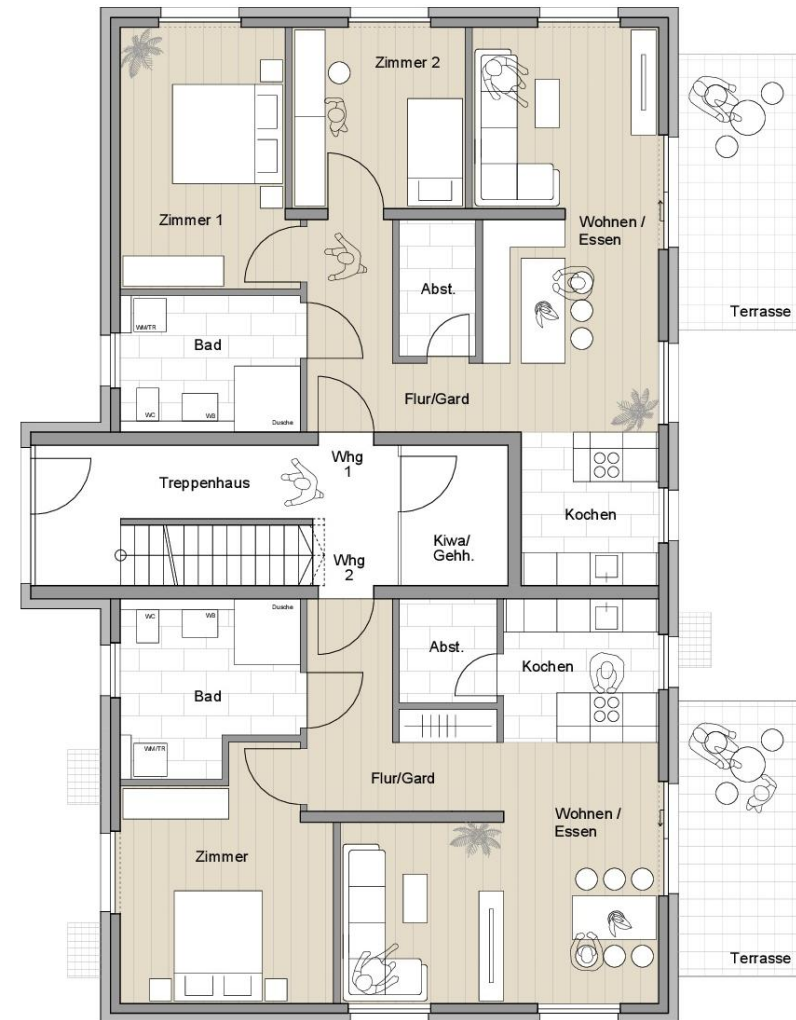 Zimmer 2
Zimmer 1
Wohnen /
Essen
Abst.
Terrasse
WM/TR
Bad
WC
WB
Dusche
Flur/Gard
Whg
1
Treppenhaus
Kochen
Kiwa/
Gehh.
Whg
2
WC
WB
Dusche
Abst.
Kochen
Bad
WM/TR
Flur/Gard
Wohnen /
Essen
Zimmer
Terrasse